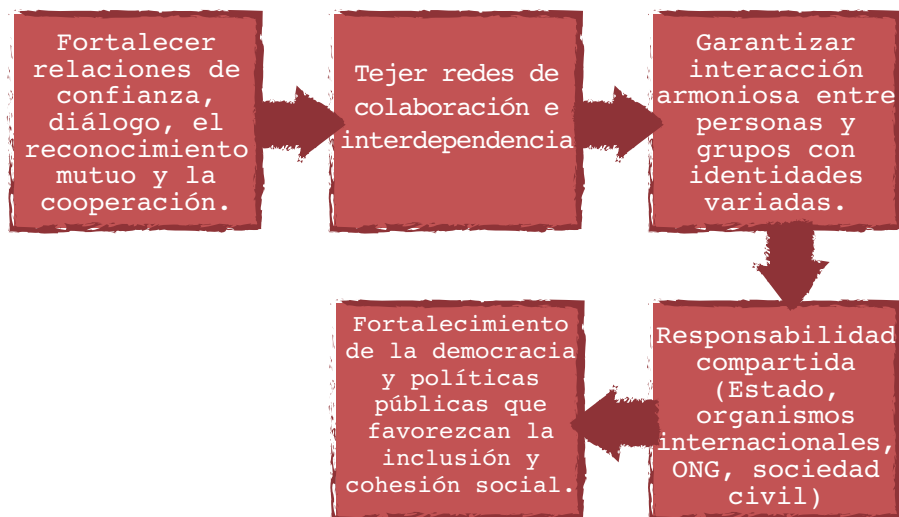 Fortalecer
relaciones de
confianza,
diálogo, el
reconocimiento
mutuo y la
cooperación.
Tejer redes de
colaboración e
interdependencia
Garantizar
interacción
armoniosa entre
personas y
grupos con
identidades
variadas.
Responsabilidad
compartida
(Estado,
organismos
internacionales,
ONG, sociedad
civil)
Fortalecimiento
de la democracia
y políticas
públicas que
favorezcan la
inclusión y
cohesión social.